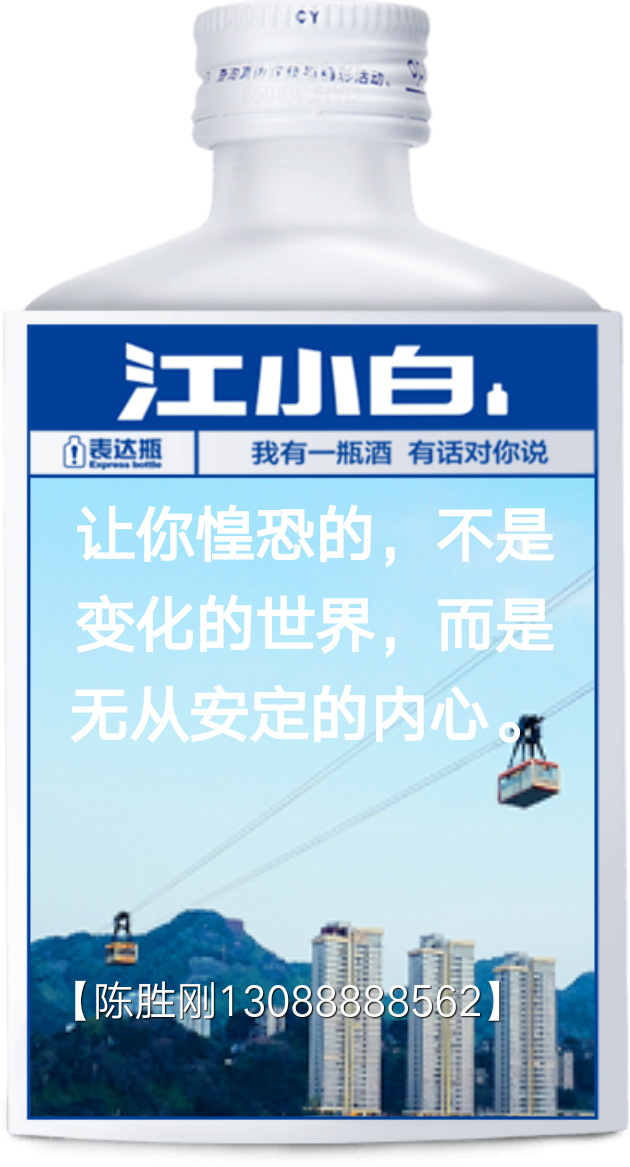 CY
江小白
表达瓶
Express bottle
我有一瓶酒 有话对你说
让你惶恐的，不是
变化的世界，而是
无从安定的内心。
【陈胜刚13088888562】